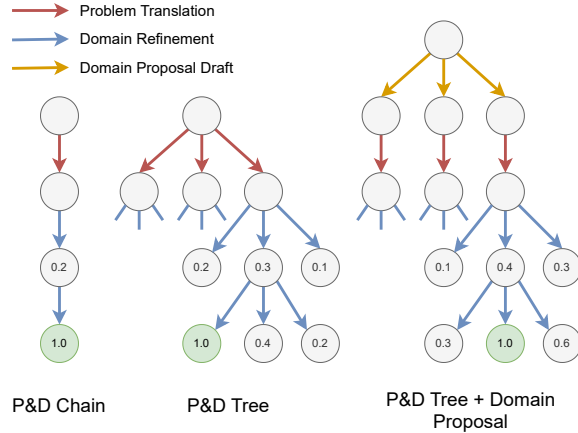 Problem Translation
Domain Refinement
Domain Proposal Draft
0.2
0.2
0.3
0.1
0.1
0.4
0.3
1.0
1.0
0.4
0.2
0.3
1.0
0.6
P&D Chain
P&D Tree
P&D Tree + Domain
Proposal